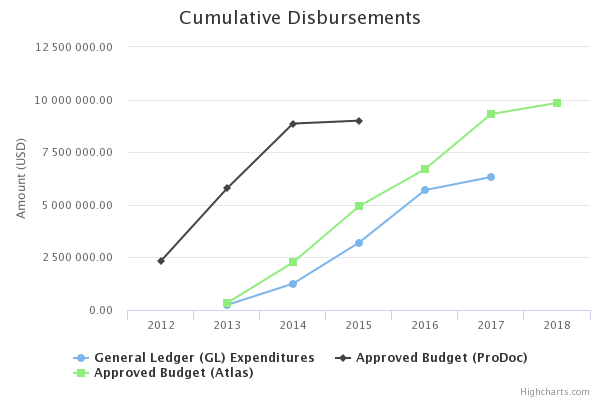 Cumulative Disbursements
12 500 000.00
10 000 000.00
7 500 000.00
5 000 000.00
2 500 000.00
0.00
Amount (USD)
2012 2013 2014 2015 2016 2017 2018
General Ledger (GL) Expenditures Approved Budget (ProDoc)
Approved Budget (Atlas)
Highcharts.com